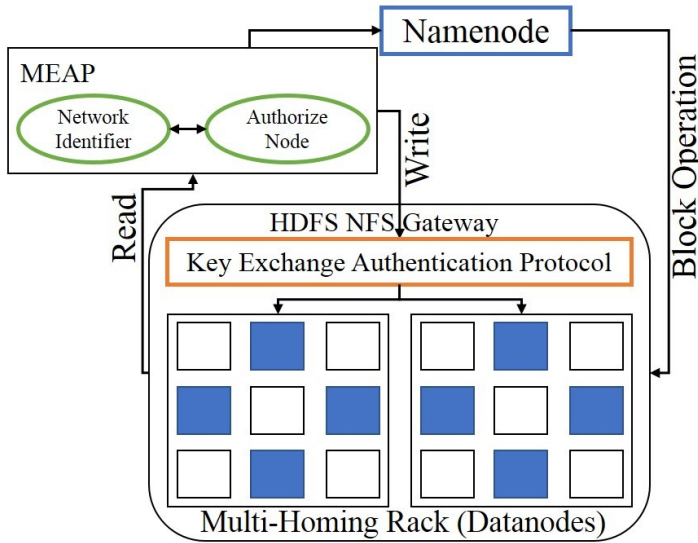 Namenode
MEAP
Network
Identifier
Authorize
Node
Write
Read
Block Operation
HDFS NFS Gateway
Key Exchange Authentication Protocol
Multi-Homing Rack (Datanodes)